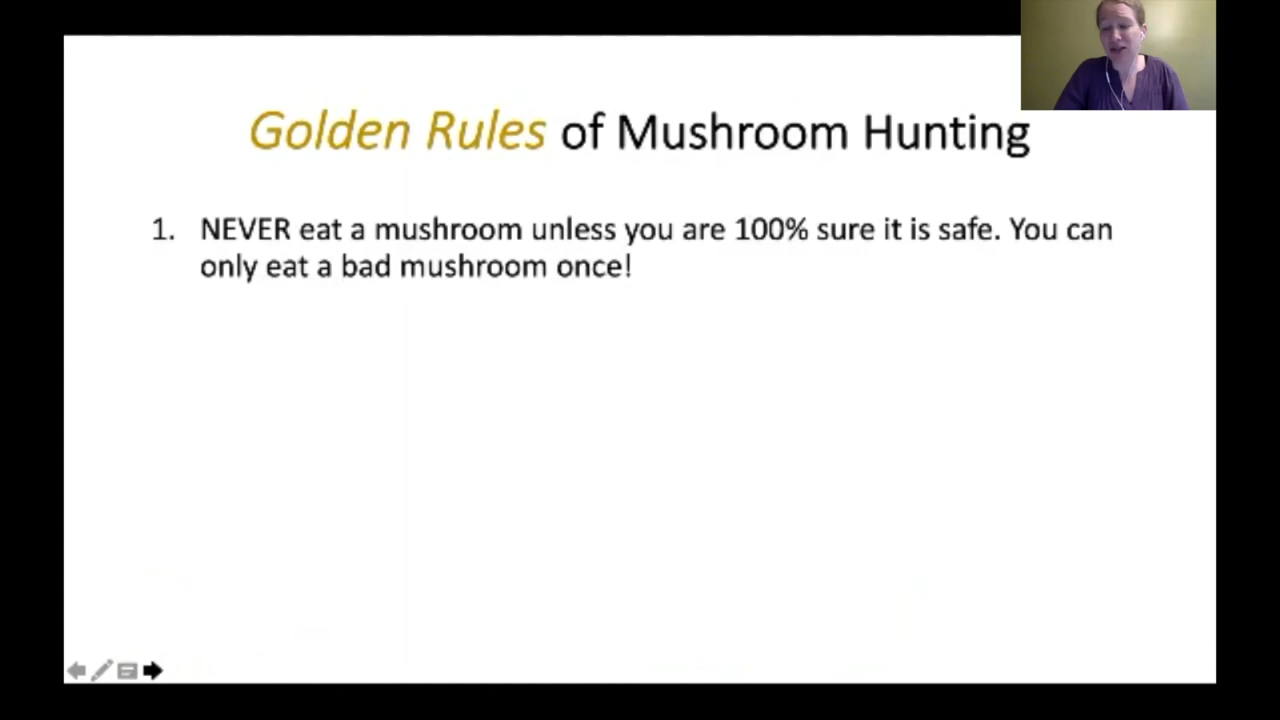 Golden Rules of Mushroom Hunting
1. NEVER eat a mushroom unless you are 100% sure it is safe. You can
only eat a bad mushroom once!